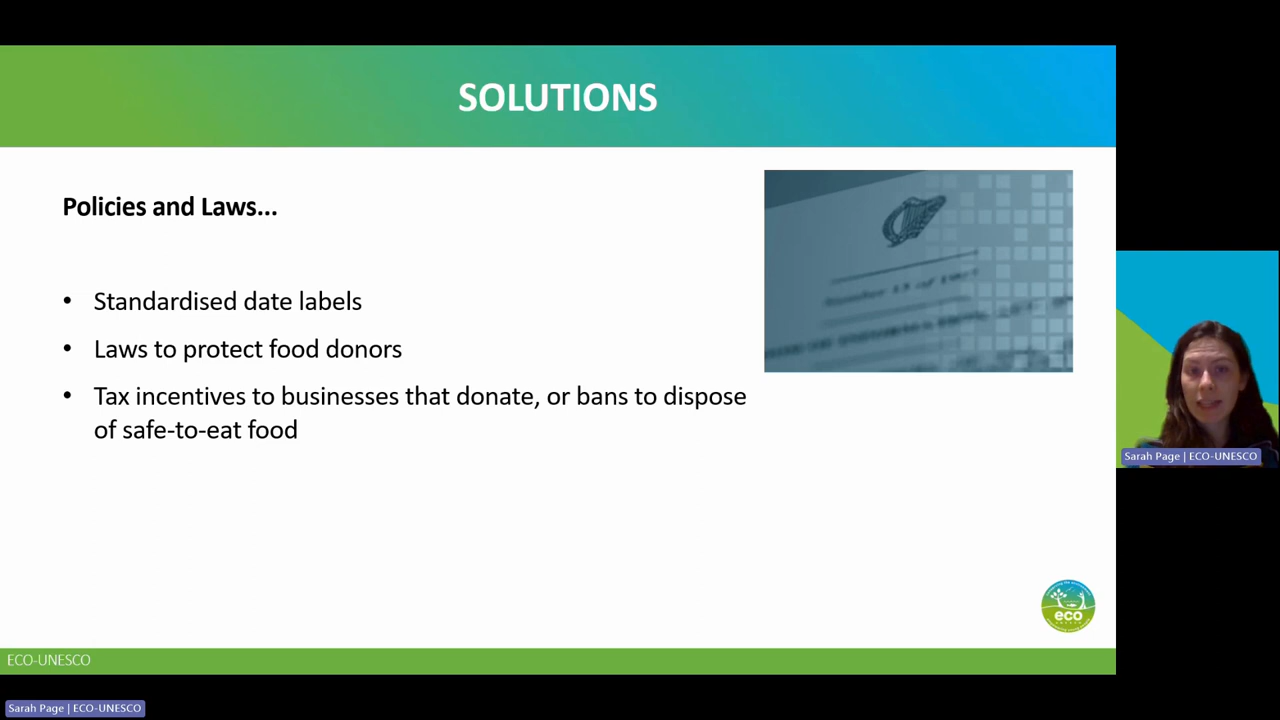 SOLUTIONS
Policies and Laws...
• Standardised date labels
• Laws to protect food donors
• Tax incentives to businesses that donate, or bans to dispose
of safe-to-eat food
eco
Sarah Page | ECO-UNESCO
ECO-UNESCO
Sarah Page | ECO-UNESCO